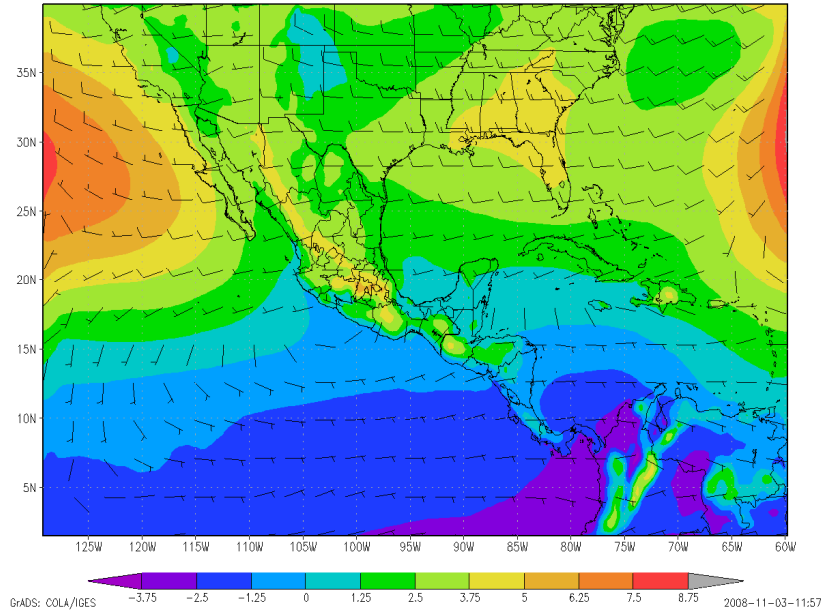 35N
30N
25N
20N
15N
10N
5N
125W 120W 115W 110W 105W 100W 95W 90W 85W 80W 75W 70W 65W 60W
-3.75 -2.5 -1.25 0 1.25 2.5 3.75 5 6.25 7.5 8.75
GrADS: COLA/IGES 2008-11-03-11:57